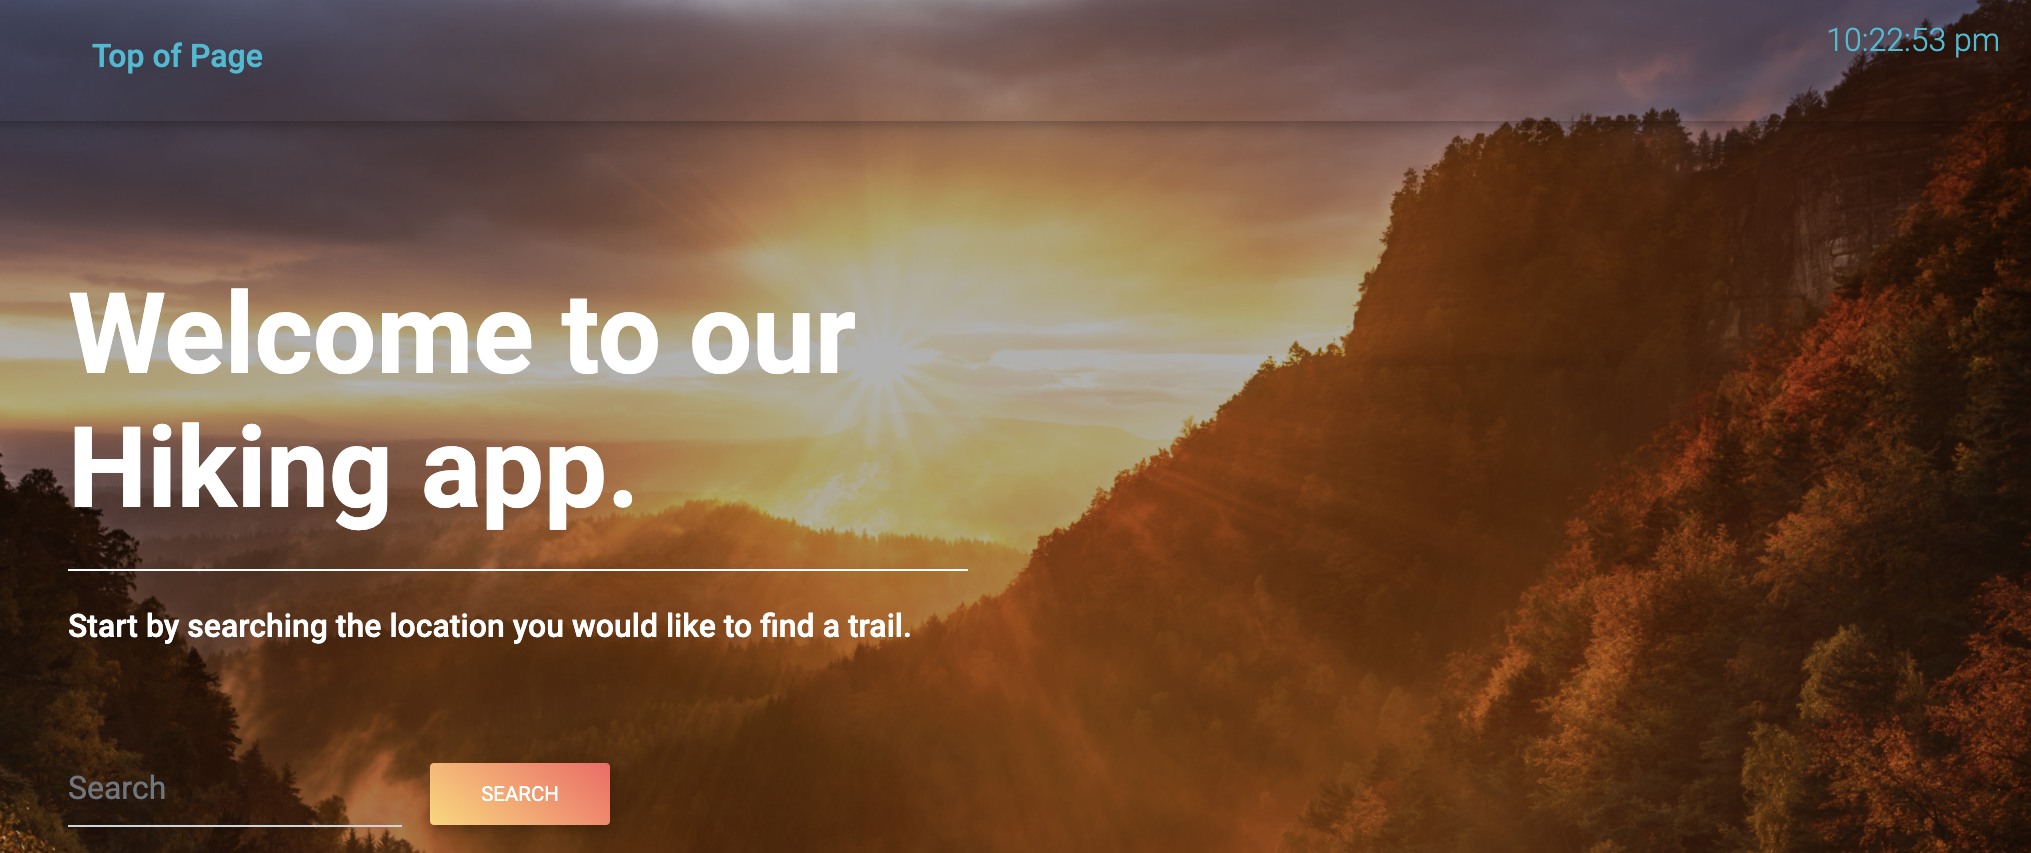 Top of Page
10:22:53 pm
Welcome to our
Hiking app.
Start by searching the location you would like to find a trail.
Search
SEARCH